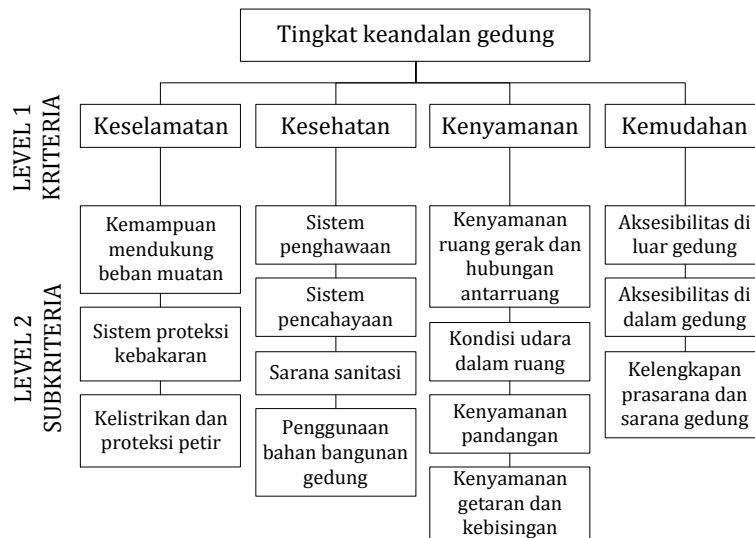 Tingkat keandalan gedung
LEVEL 1
KRITERIA
Keselamatan
Kesehatan
Kenyamanan
Kemudahan
LEVEL 2
SUBKRITERIA
Kemampuan
mendukung
beban muatan
Sistem proteksi
kebakaran
Kelistrikan dan
proteksi petir
Sistem
penghawaan
Sistem
pencahayaan
Sarana sanitasi
Penggunaan
bahan bangunan
gedung
Kenyamanan
ruang gerak dan
hubungan
antarruang
Kondisi udara
dalam ruang
Kenyamanan
pandangan
Kenyamanan
getaran dan
kebisingan
Aksesibilitas di
luar gedung
Aksesibilitas di
dalam gedung
Kelengkapan
prasarana dan
sarana gedung